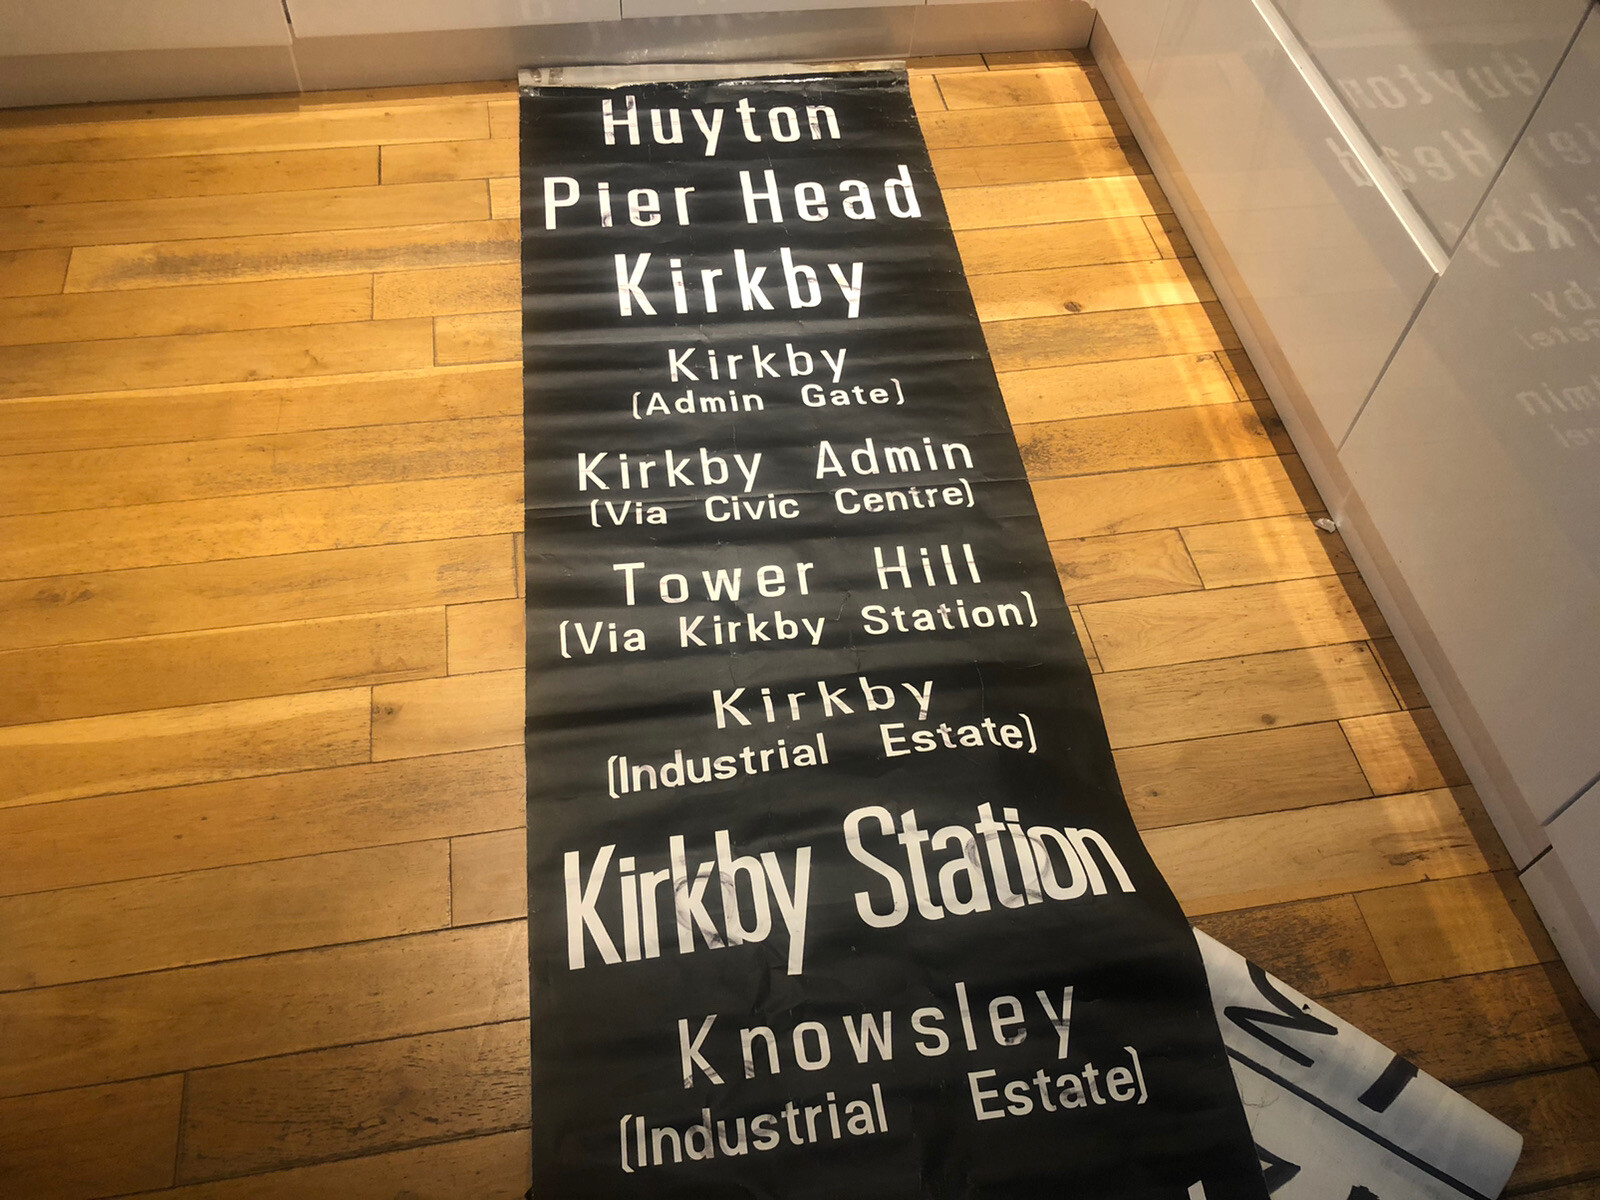 Huyton
Pier Head
Kirkby
Kirkby
(Admin Gate)
Kirkby Admin
(Via Civic Centre)
Tower Hill
(Via Kirkby Station)
Kirkby
(Industrial Estate)
Kirkby Station
Knowsley
(Industrial Estate)